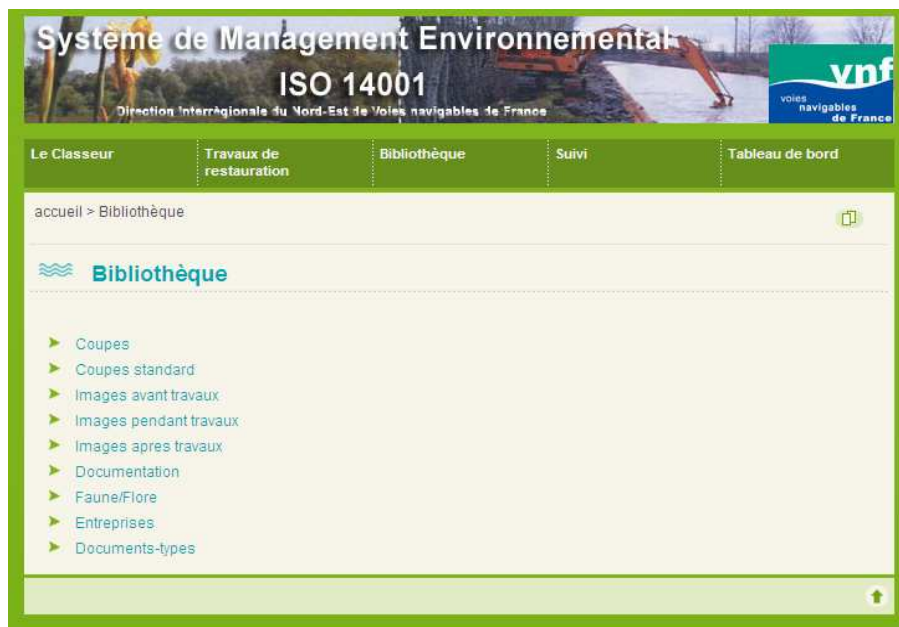 Système de Management Environnemental
ISO 14001
Direction Interrégionale du Nord-Est de Voies navigables de France
vnf
voies
navigables
de France
Le Classeur
Travaux de
restauration
Bibliothèque
Suivi
Tableau de bord
accueil > Bibliothèque
Bibliothèque
Coupes
Coupes standard
Images avant travaux
Images pendant travaux
Images apres travaux
Documentation
Faune/Flore
Entreprises
Documents-types